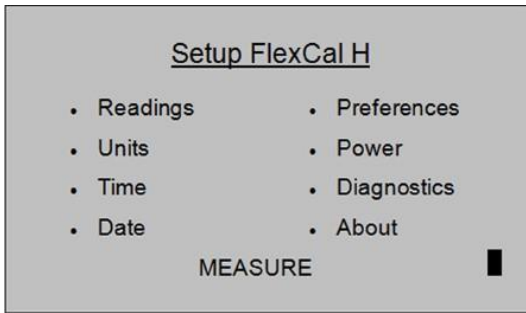 Setup FlexCal H
• Readings
• Units
• Time
• Date
• Preferences
• Power
• Diagnostics
• About
MEASURE